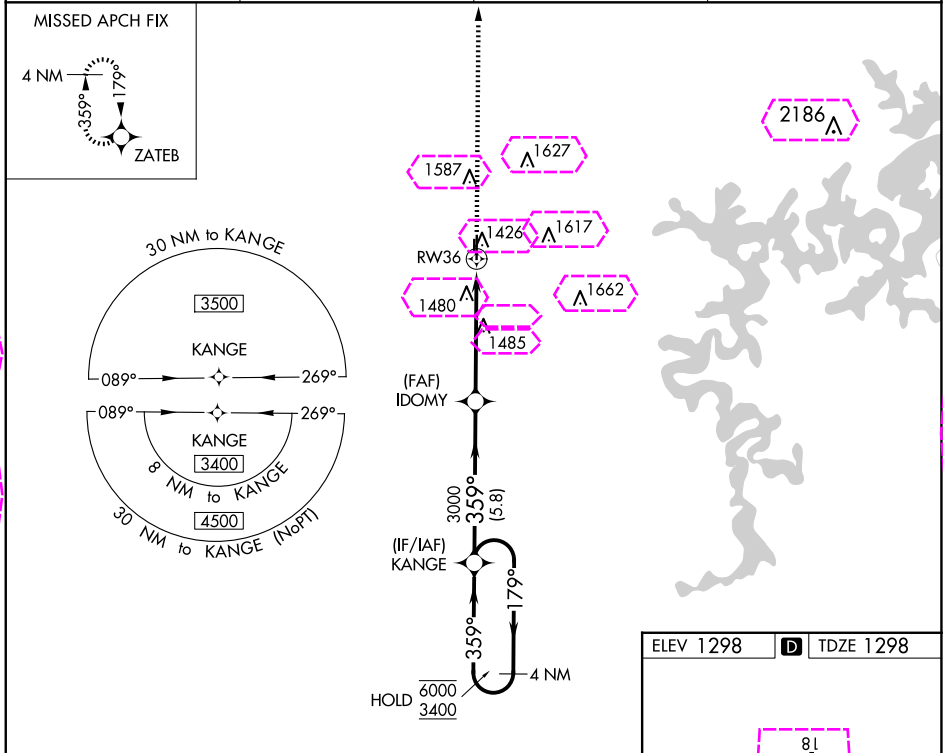 MISSED APCH FIX
4 NM
359°
179°
ZATEB
2186
1627
1587
1426
1617
RW36
1480
1662
1485
30 NM to KANGE
3500
KANGE
089°
269°
089°
269°
KANGE
3400
8 NM to KANGE
4500
30 NM to KANGE (NoPT)
(FAF)
IDOMY
3000
359°
(5.8)
(IF/IAF)
KANGE
179°
359°
4 NM
HOLD 6000
3400
ELEV 1298 D TDZE 1298
81